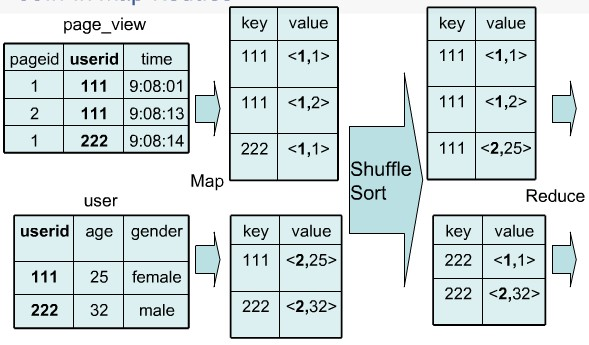 page_view
pageid userid time
1 111 9:08:01
2 111 9:08:13
1 222 9:08:14
key value
111 <1,1>
111 <1,2>
222 <1,1>
key value
111 <1,1>
111 <1,2>
111 <2,25>
Map
Shuffle
Sort
Reduce
user
userid age gender
111 25 female
222 32 male
key value
111 <2,25>
222 <2,32>
key value
222 <1,1>
222 <2,32>